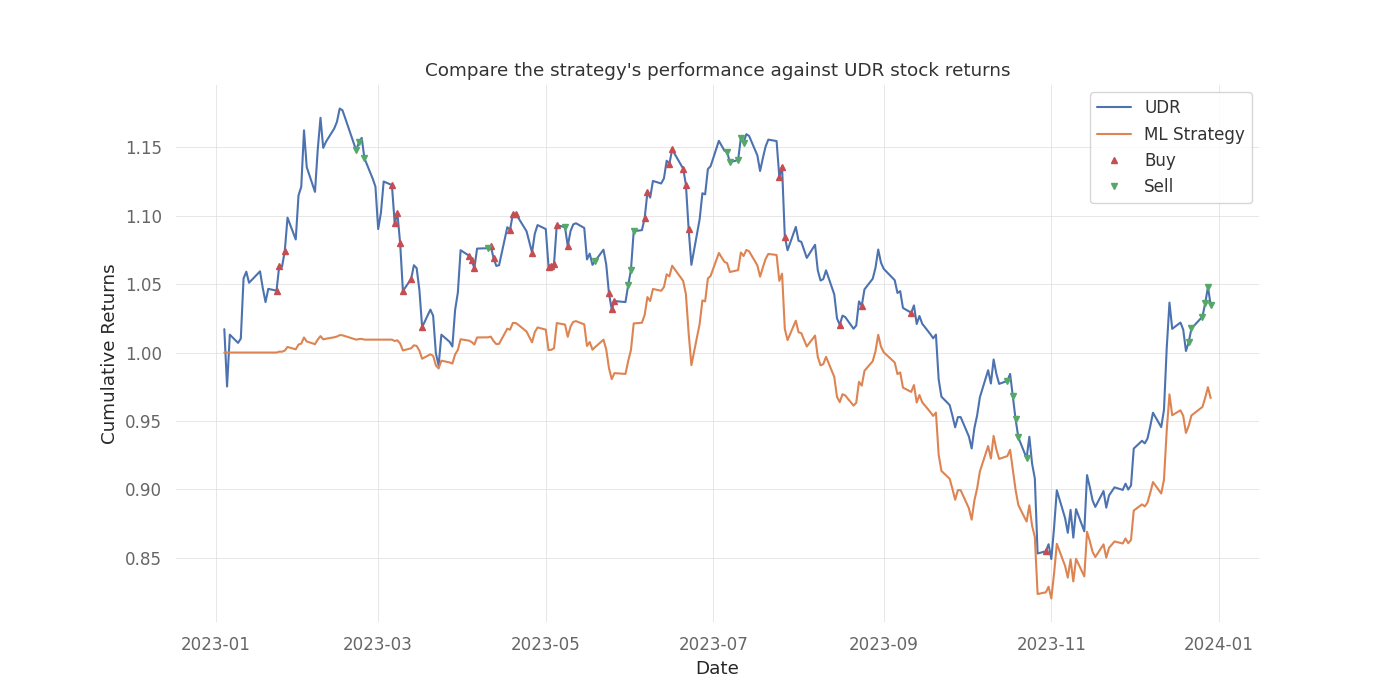 Compare the strategy's performance against UDR stock returns
UDR
ML Strategy
Buy
Sell
Cumulative Returns
1.15
1.10
1.05
1.00
0.95
0.90
0.85
2023-01
2023-03
2023-05
2023-07
2023-09
2023-11
2024-01
Date